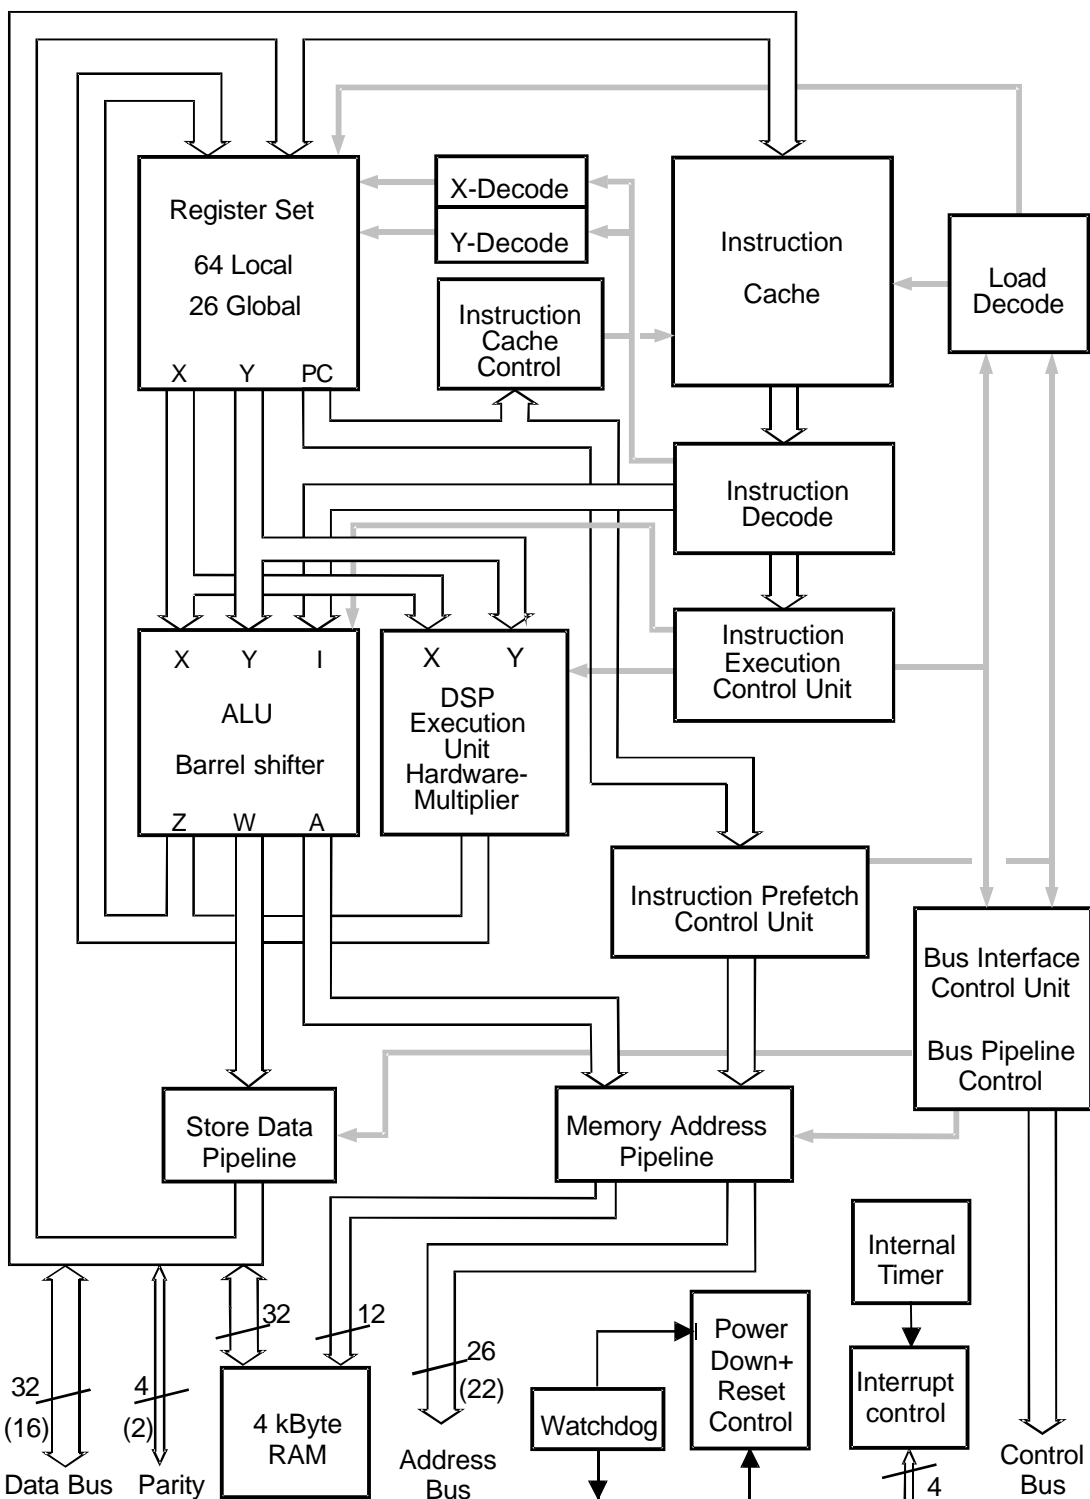 Register Set
64 Local
26 Global
X Y PC
X-Decode
Y-Decode
Instruction
Cache
Control
Instruction
Cache
Load
Decode
Instruction
Decode
Instruction
Execution
Control Unit
X Y I
ALU
Barrel shifter
Z W A
X Y
DSP
Execution
Unit
Hardware-
Multiplier
Instruction Prefetch
Control Unit
Bus Interface
Control Unit
Bus Pipeline
Control
Store Data
Pipeline
Memory Address
Pipeline
Internal
Timer
Interrupt
control
Power
Down+
Reset
Control
Watchdog
4 kByte
RAM
32
12
26
(22)
32
(16)
4
(2)
4
Data Bus
Parity
Address
Bus
Control
Bus